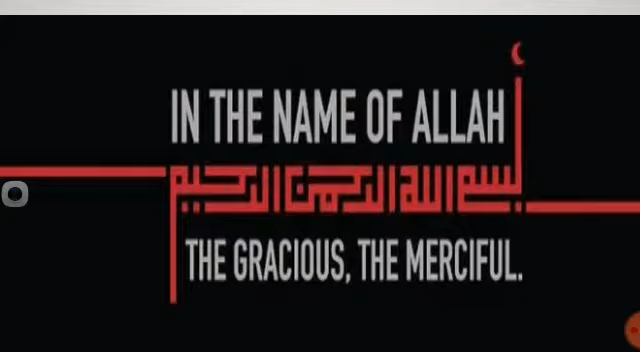 IN THE NAME OF ALLAH
بسم الله الرحمن الرحيم
THE GRACIOUS, THE MERCIFUL.